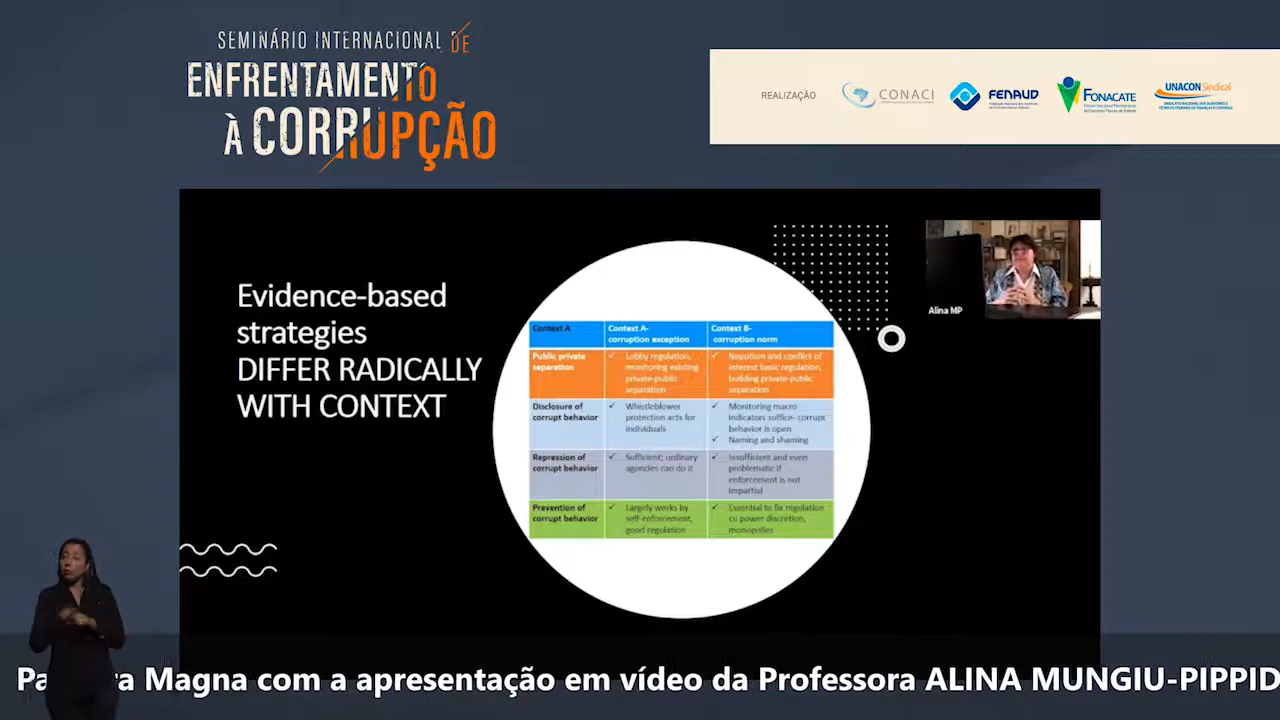 SEMINÁRIO INTERNACIONAL DE
ENFRENTAMENTO
À CORRUPÇÃO
REALIZAÇÃO
CONACI
FENAUD
FONACATE
UNACON Sindical
Evidence-based
strategies
DIFFER RADICALLY
WITH CONTEXT
Alina MP
Context A
Context A-
corruption exception
Context B-
corruption norm
Public private
separation
✓ Lobby regulation,
monitoring existing
private-public
separation
✓ Nepotism and conflict of
interest basic regulation,
building private-public
separation
Disclosure of
corrupt behavior
✓ Whistleblower
protection acts for
individuals
✓ Monitoring macro
indicators suffice- corrupt
behavior is open
✓ Naming and shaming
Repression of
corrupt behavior
✓ Sufficient; ordinary
agencies can do it
✓ Insufficient and even
problematic if
enforcement is not
impartial
Prevention of
corrupt behavior
✓ Largely works by
self-enforcement,
good regulation
✓ Essential to fix regulation
cu power discretion,
monopolies
Pa ra Magna com a apresentação em vídeo da Professora ALINA MUNGIU-PIPPID